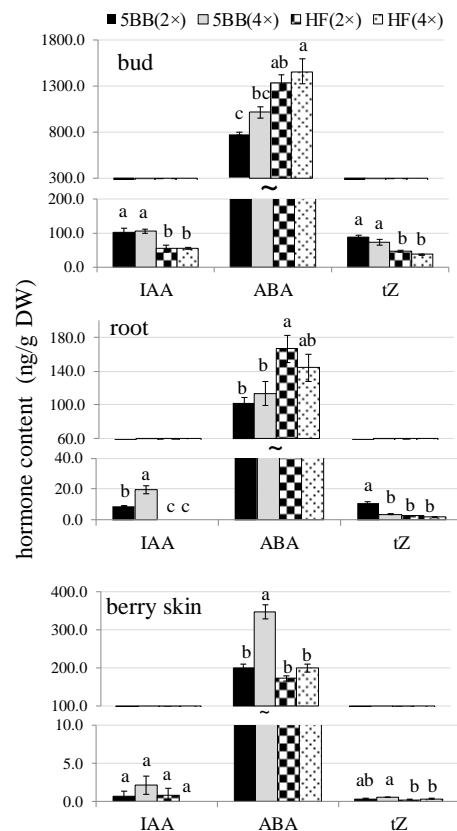 5BB(2×) 5BB(4×) HF(2×) HF(4×)
hormone content (ng/g DW)
bud
1800.0
1300.0
800.0
300.0
c bc ab a
~
200.0
100.0
0.0
a a b b
a a b b
IAA ABA tZ
root
180.0
140.0
100.0
60.0
b b a ab
~
40.0
20.0
0.0
b a c c
a b b b
IAA ABA tZ
berry skin
400.0
300.0
200.0
100.0
b a b b
~
10.0
5.0
0.0
a a a a
ab a b b
IAA ABA tZ